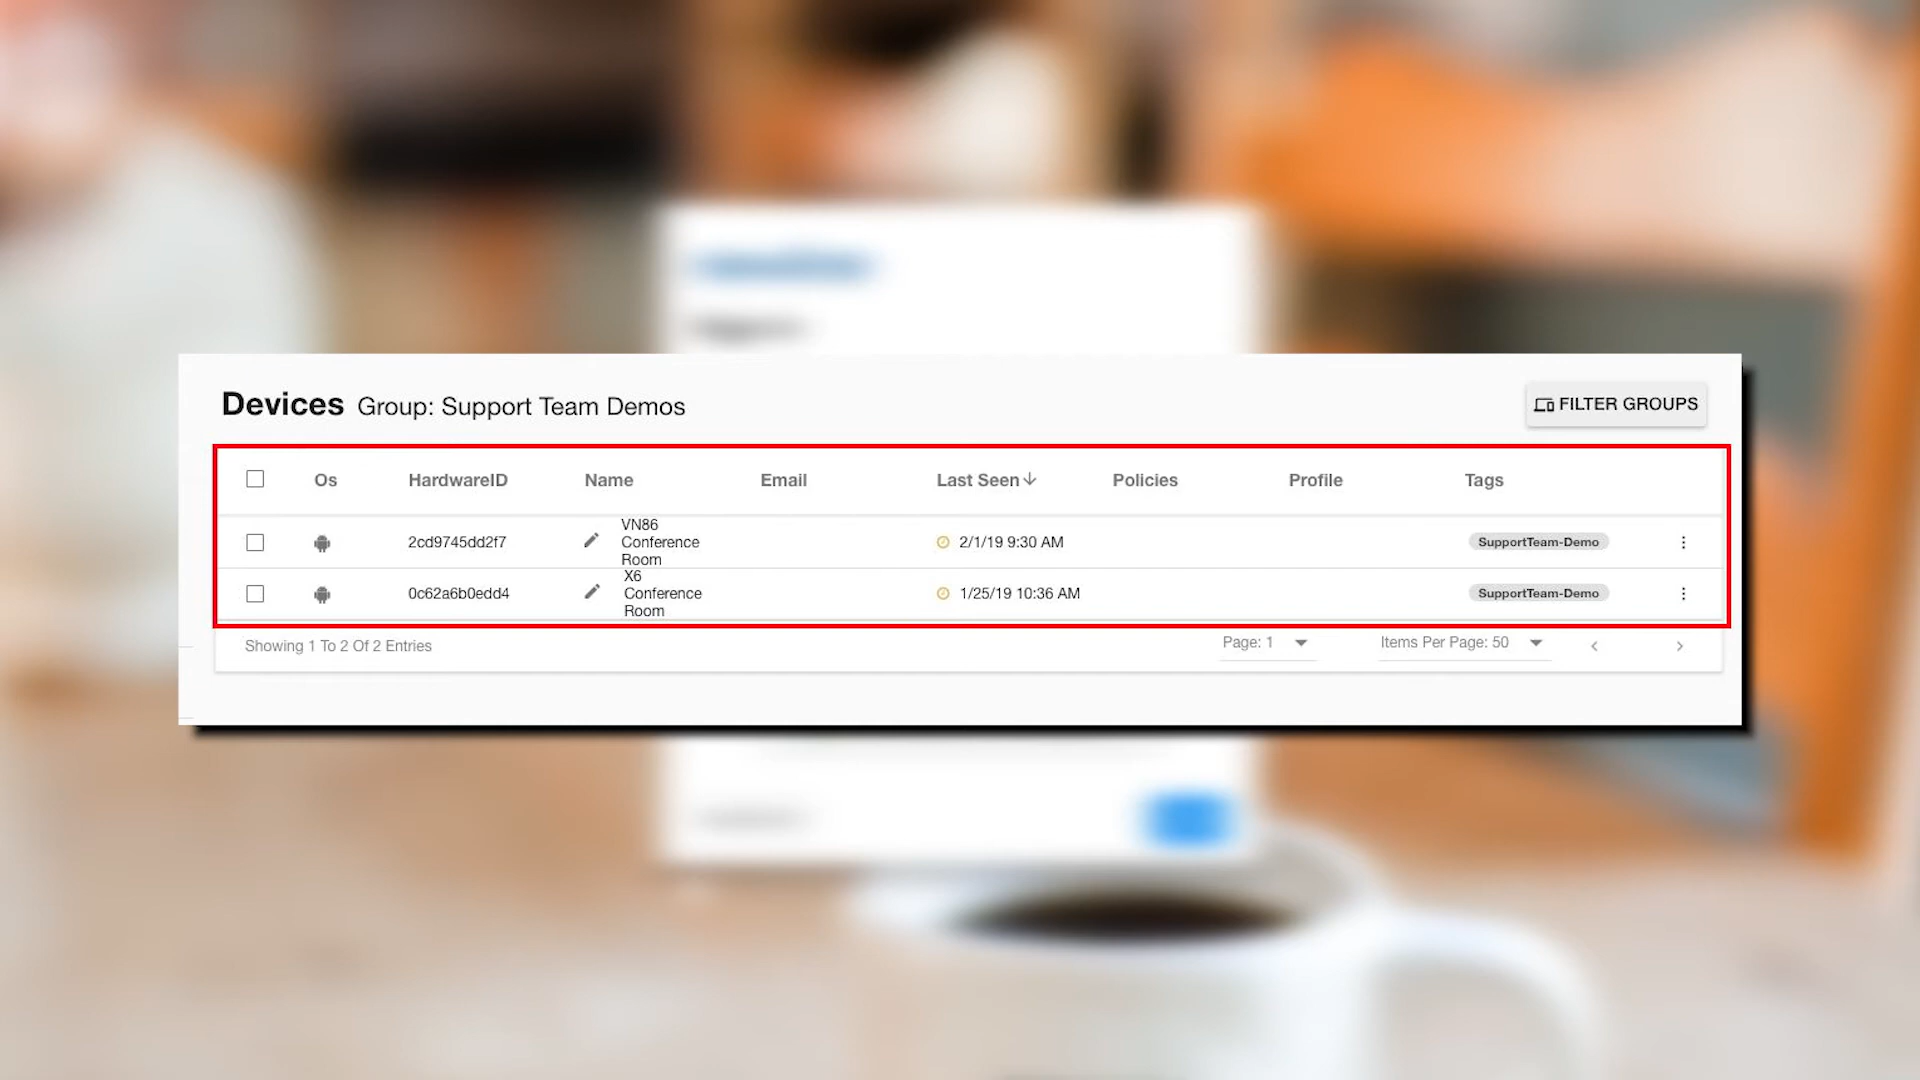 Devices Group: Support Team Demos
FILTER GROUPS
Os HardwareID Name Email Last Seen Policies Profile Tags
2cd9745dd2f7 VN86 Conference Room 2/1/19 9:30 AM SupportTeam-Demo
0c62a6b0edd4 X6 Conference Room 1/25/19 10:36 AM SupportTeam-Demo
Showing 1 To 2 Of 2 Entries
Page: 1
Items Per Page: 50